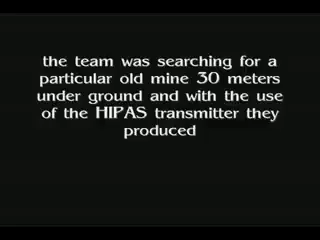 the team was searching for a
particular old mine 30 meters
under ground and with the use
of the HIPAS transmitter they
produced